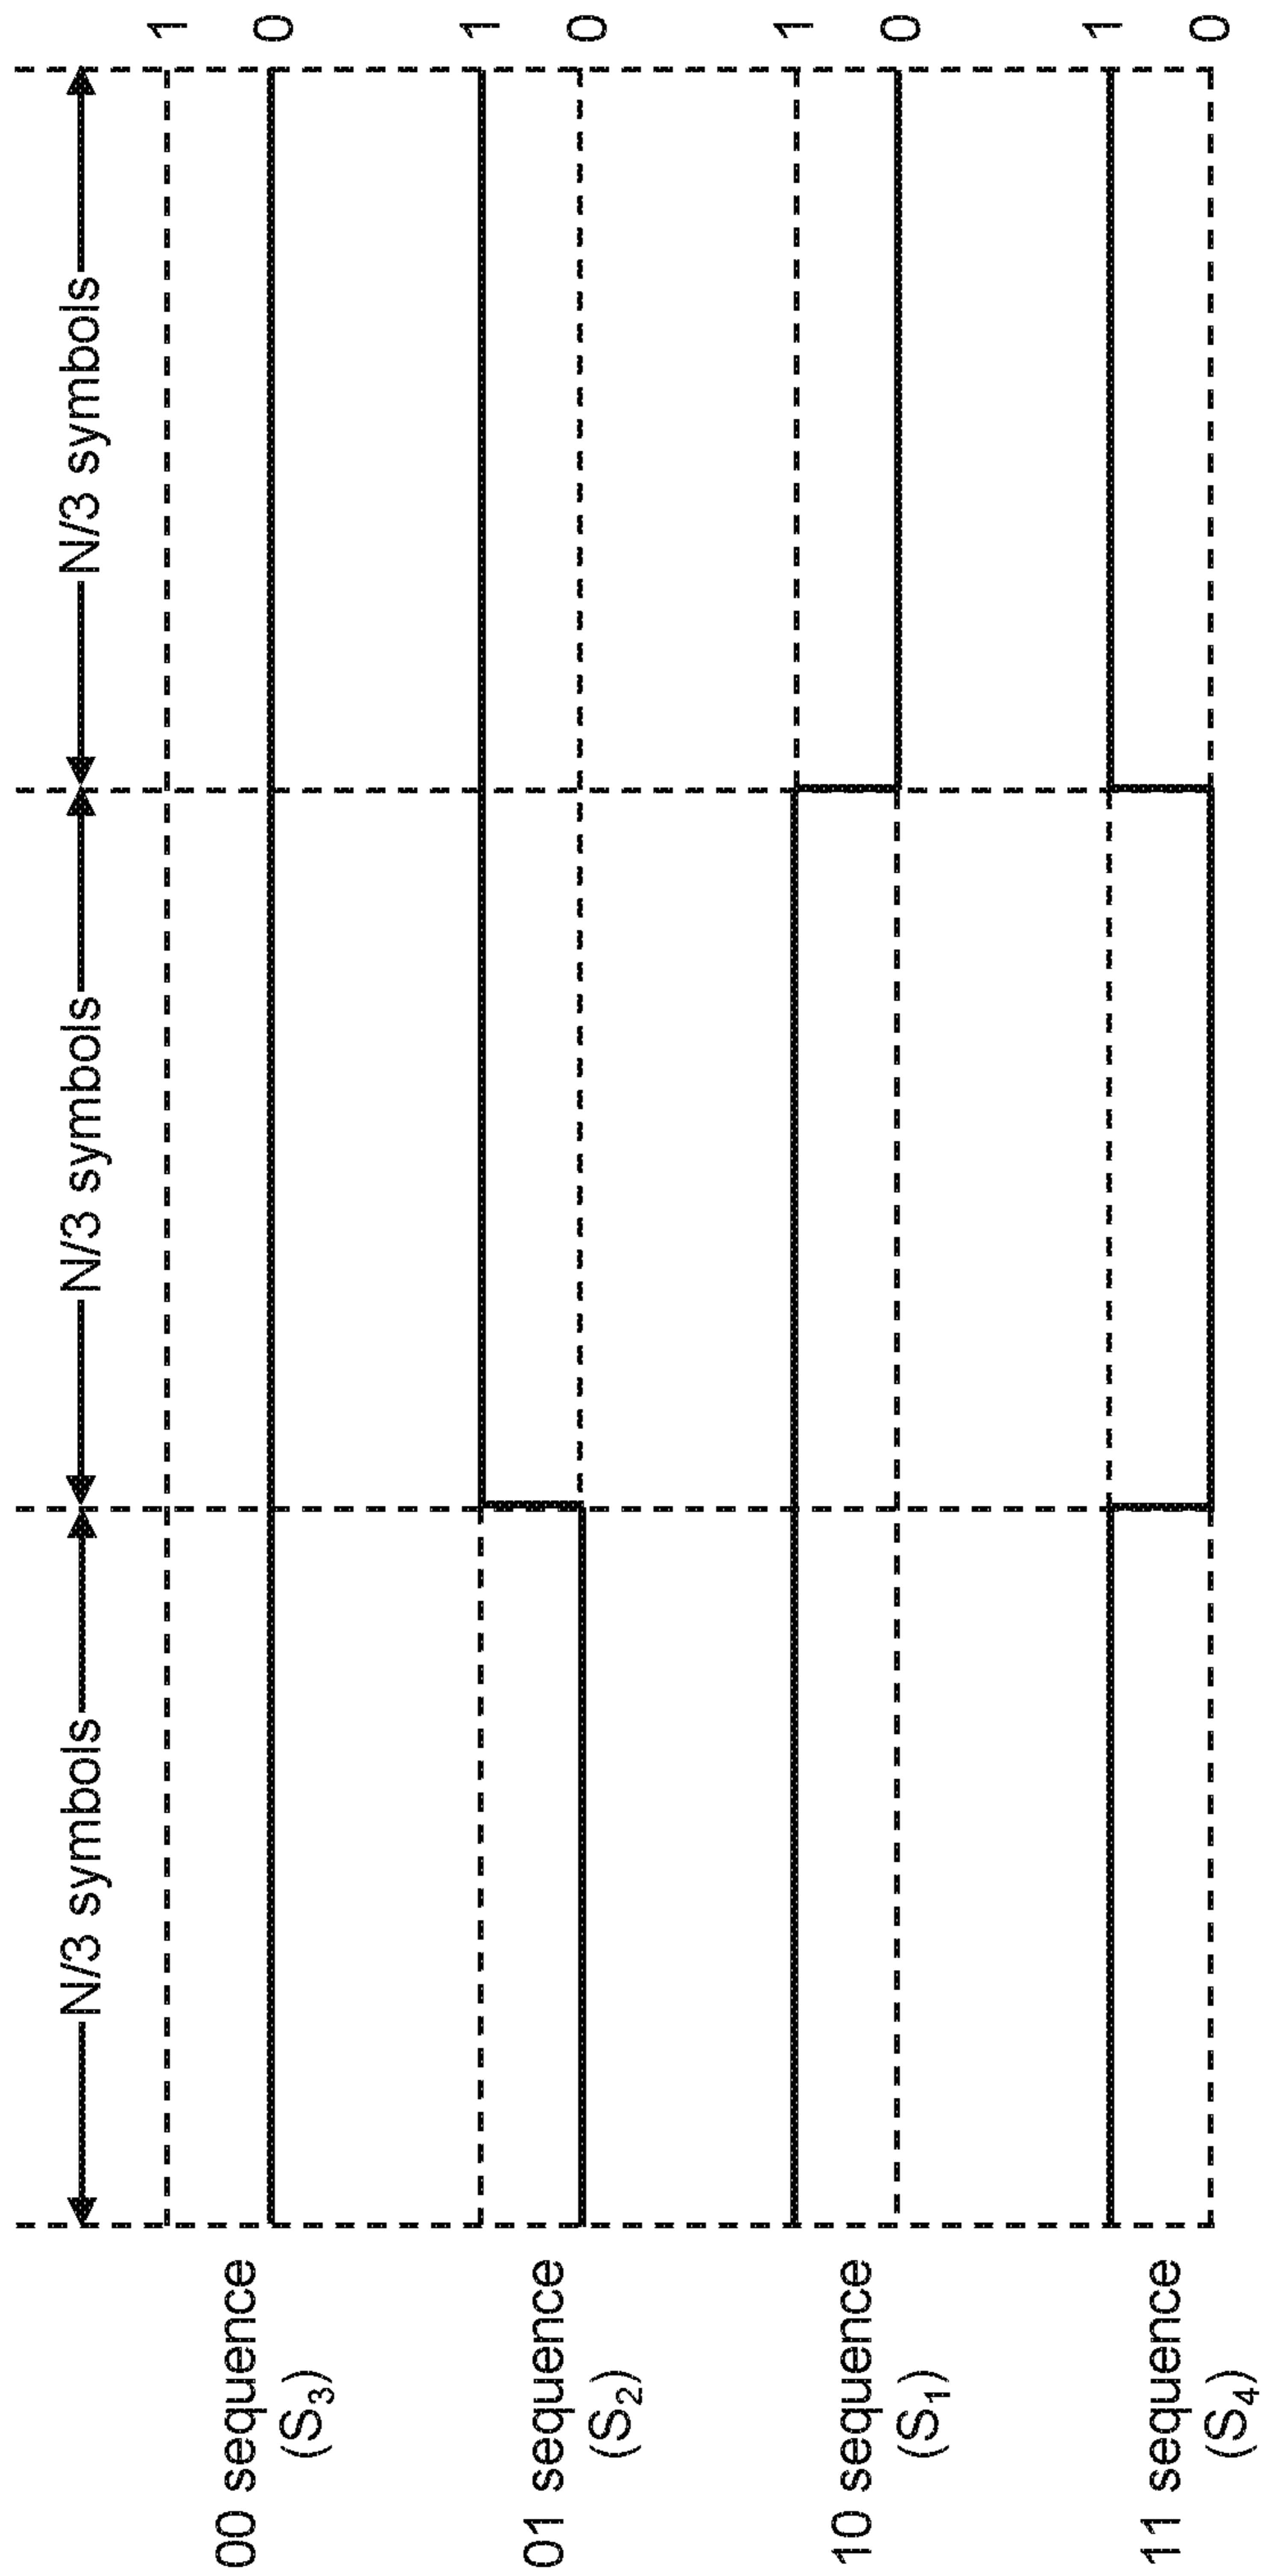 N/3 symbols N/3 symbols N/3 symbols
1
00 sequence
(S₃)
0
1
01 sequence
(S₂)
0
1
10 sequence
(S₁)
0
1
11 sequence
(S₄)
0